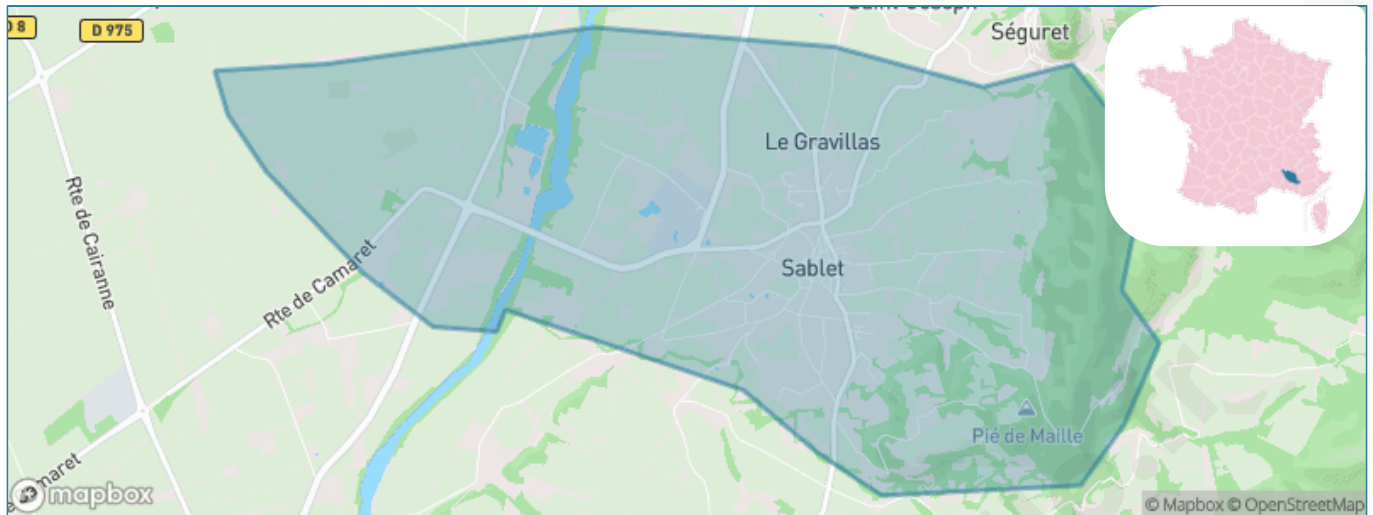 D 8
D 975
Séguret
Le Gravillas
Rte de Cairanne
Rte de Camaret
Sablet
Pié de Maille
Camaret
mapbox
© Mapbox © OpenStreetMap